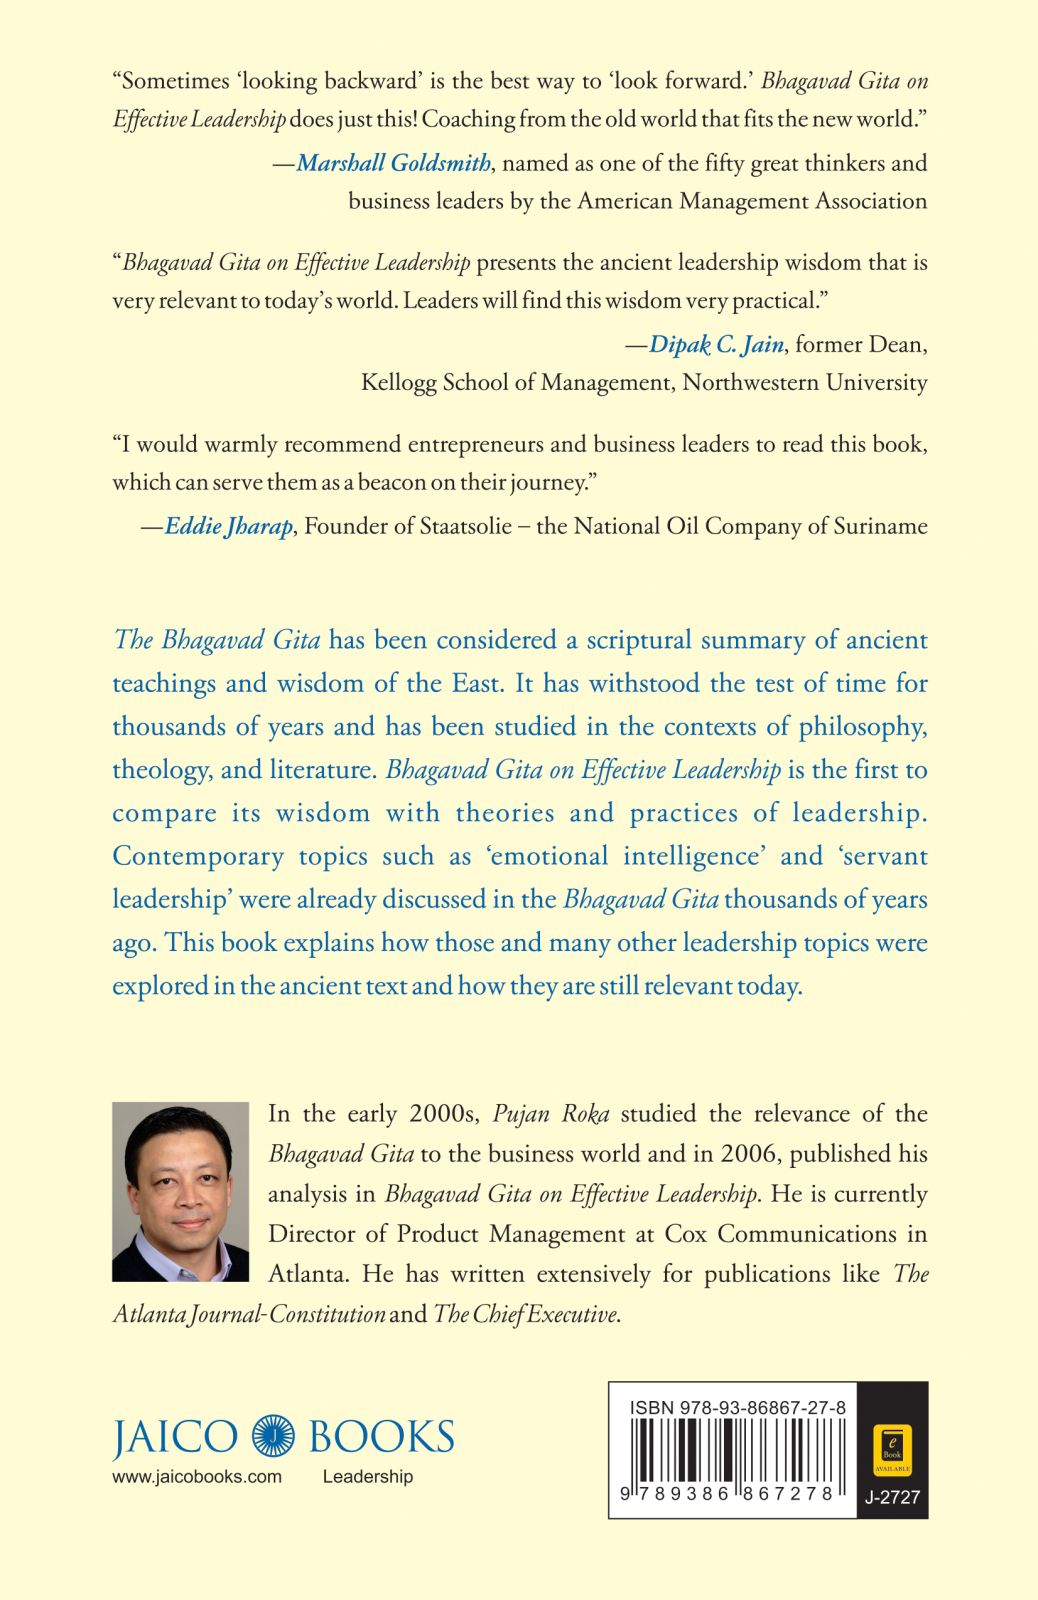 “Sometimes ‘looking backward’ is the best way to ‘look forward.’ Bhagavad Gita on
Effective Leadership does just this! Coaching from the old world that fits the new world.”
—Marshall Goldsmith, named as one of the fifty great thinkers and
business leaders by the American Management Association
“Bhagavad Gita on Effective Leadership presents the ancient leadership wisdom that is
very relevant to today’s world. Leaders will find this wisdom very practical.”
—Dipak C. Jain, former Dean,
Kellogg School of Management, Northwestern University
“I would warmly recommend entrepreneurs and business leaders to read this book,
which can serve them as a beacon on their journey.”
—Eddie Jharap, Founder of Staatsolie – the National Oil Company of Suriname
The Bhagavad Gita has been considered a scriptural summary of ancient
teachings and wisdom of the East. It has withstood the test of time for
thousands of years and has been studied in the contexts of philosophy,
theology, and literature. Bhagavad Gita on Effective Leadership is the first to
compare its wisdom with theories and practices of leadership.
Contemporary topics such as ‘emotional intelligence’ and ‘servant
leadership’ were already discussed in the Bhagavad Gita thousands of years
ago. This book explains how those and many other leadership topics were
explored in the ancient text and how they are still relevant today.
In the early 2000s, Pujan Roka studied the relevance of the
Bhagavad Gita to the business world and in 2006, published his
analysis in Bhagavad Gita on Effective Leadership. He is currently
Director of Product Management at Cox Communications in
Atlanta. He has written extensively for publications like The
Atlanta Journal-Constitution and The Chief Executive.
JAICO J BOOKS
www.jaicobooks.com Leadership
ISBN 978-93-86867-27-8
9 789386 867278
e
Book
AVAILABLE
J-2727